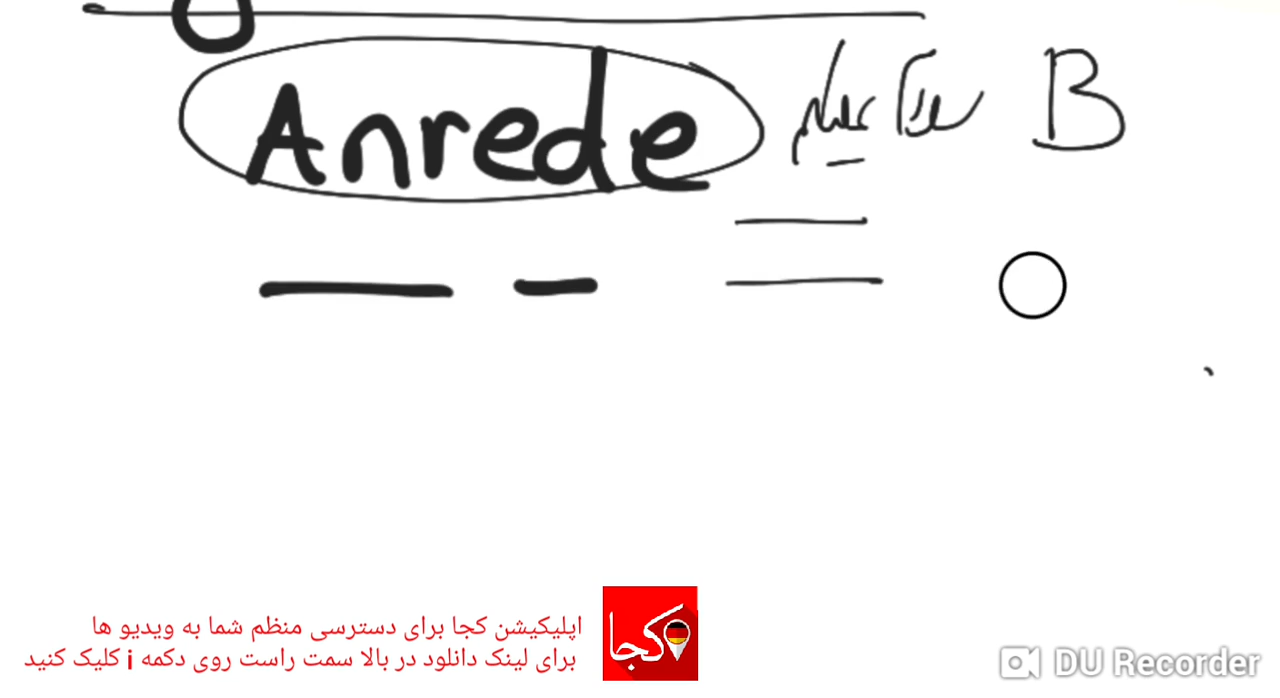 Anrede B
اپلیکیشن کجا برای دسترسی منظم شما به ویدیو ها
برای لینک دانلود در بالا سمت راست روی دکمه i کلیک کنید
کجا
DU Recorder